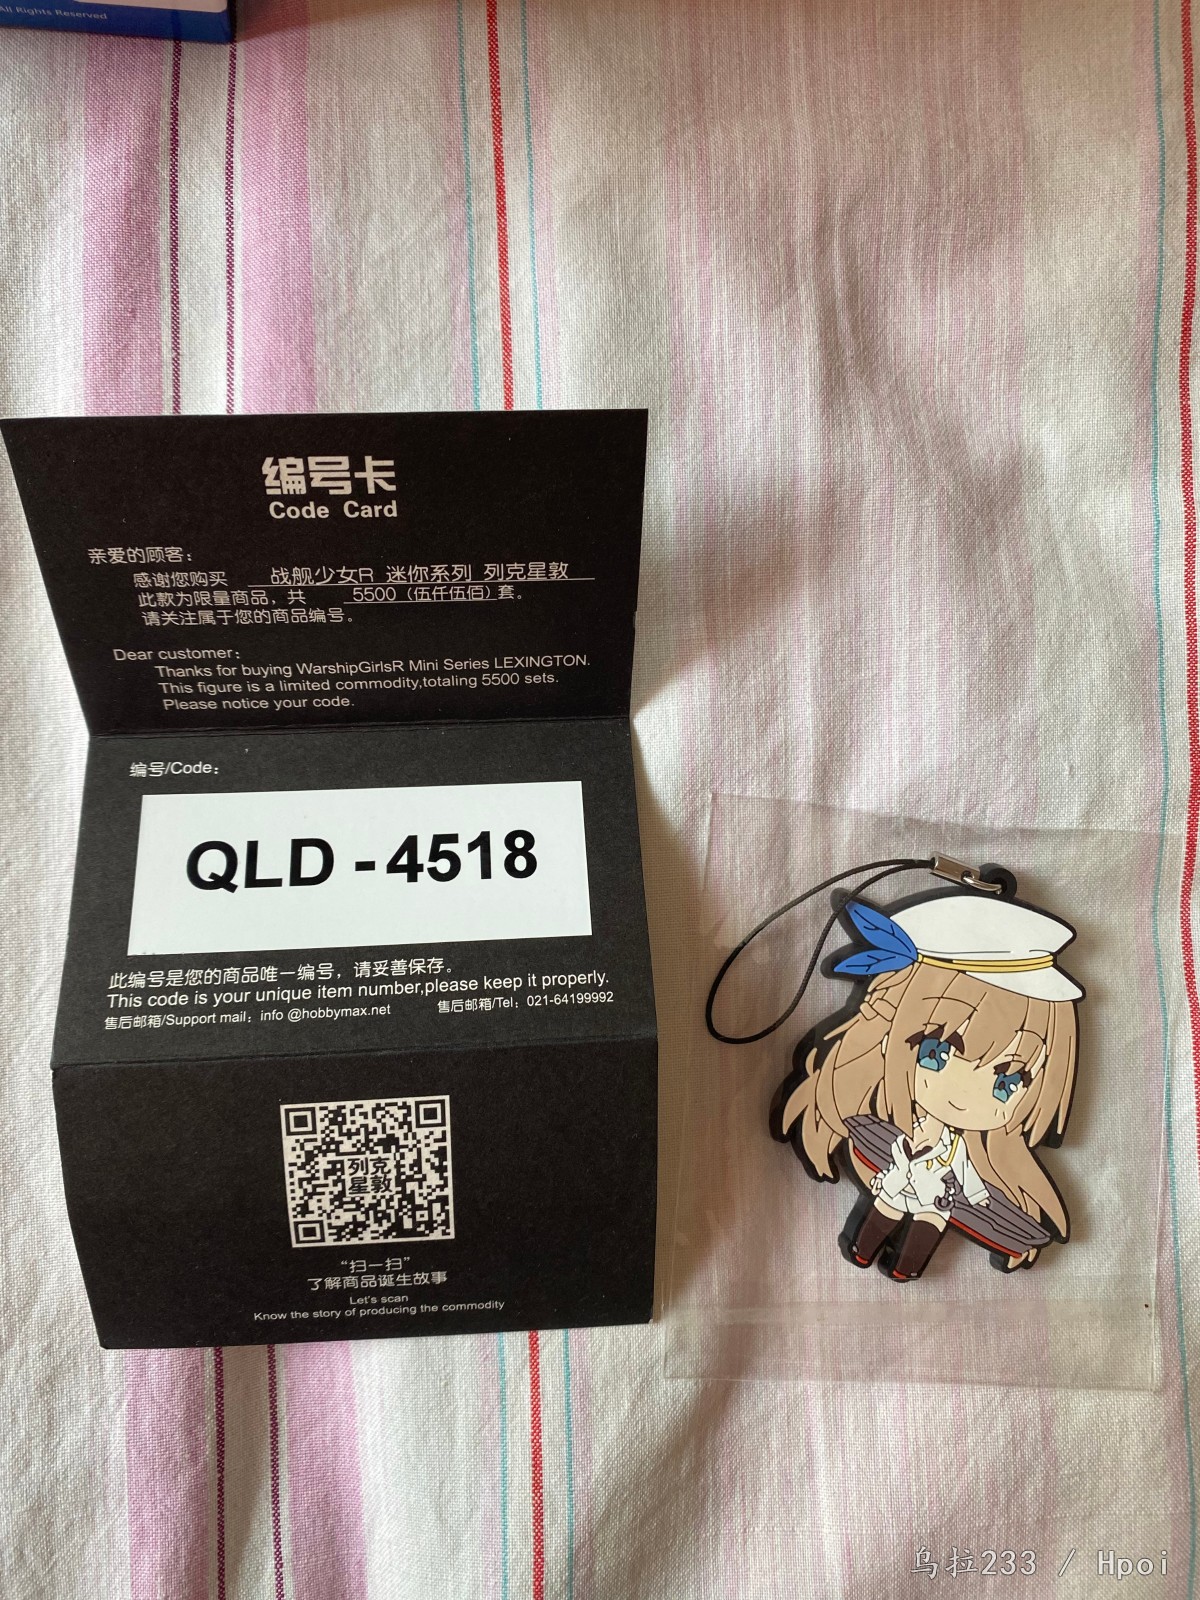 All Rights Reserved
编号卡
Code Card
亲爱的顾客：
感谢您购买 战舰少女R 迷你系列 列克星敦
此款为限量商品，共 5500（伍仟伍佰）套。
请关注属于您的商品编号。
Dear customer：
Thanks for buying WarshipGirlsR Mini Series LEXINGTON.
This figure is a limited commodity,totaling 5500 sets.
Please notice your code.
编号/Code：
QLD - 4518
此编号是您的商品唯一编号，请妥善保存。
This code is your unique item number,please keep it properly.
售后邮箱/Support mail：info @hobbymax.net 售后邮箱/Tel：021-64199992
列克
星敦
“扫一扫”
了解商品诞生故事
Let's scan
Know the story of producing the commodity
乌拉233 / Hpoi